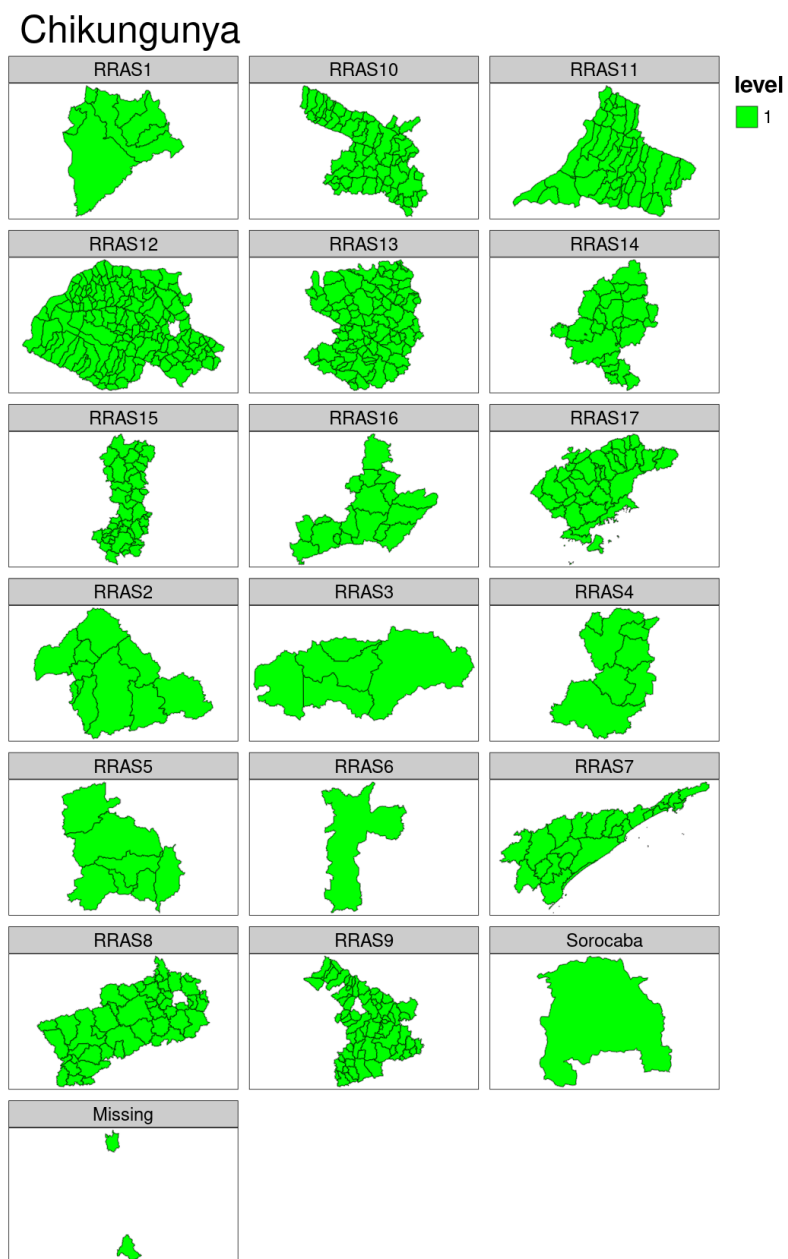 Chikungunya
RRAS1
RRAS10
RRAS11
level
1
RRAS12
RRAS13
RRAS14
RRAS15
RRAS16
RRAS17
RRAS2
RRAS3
RRAS4
RRAS5
RRAS6
RRAS7
RRAS8
RRAS9
Sorocaba
Missing